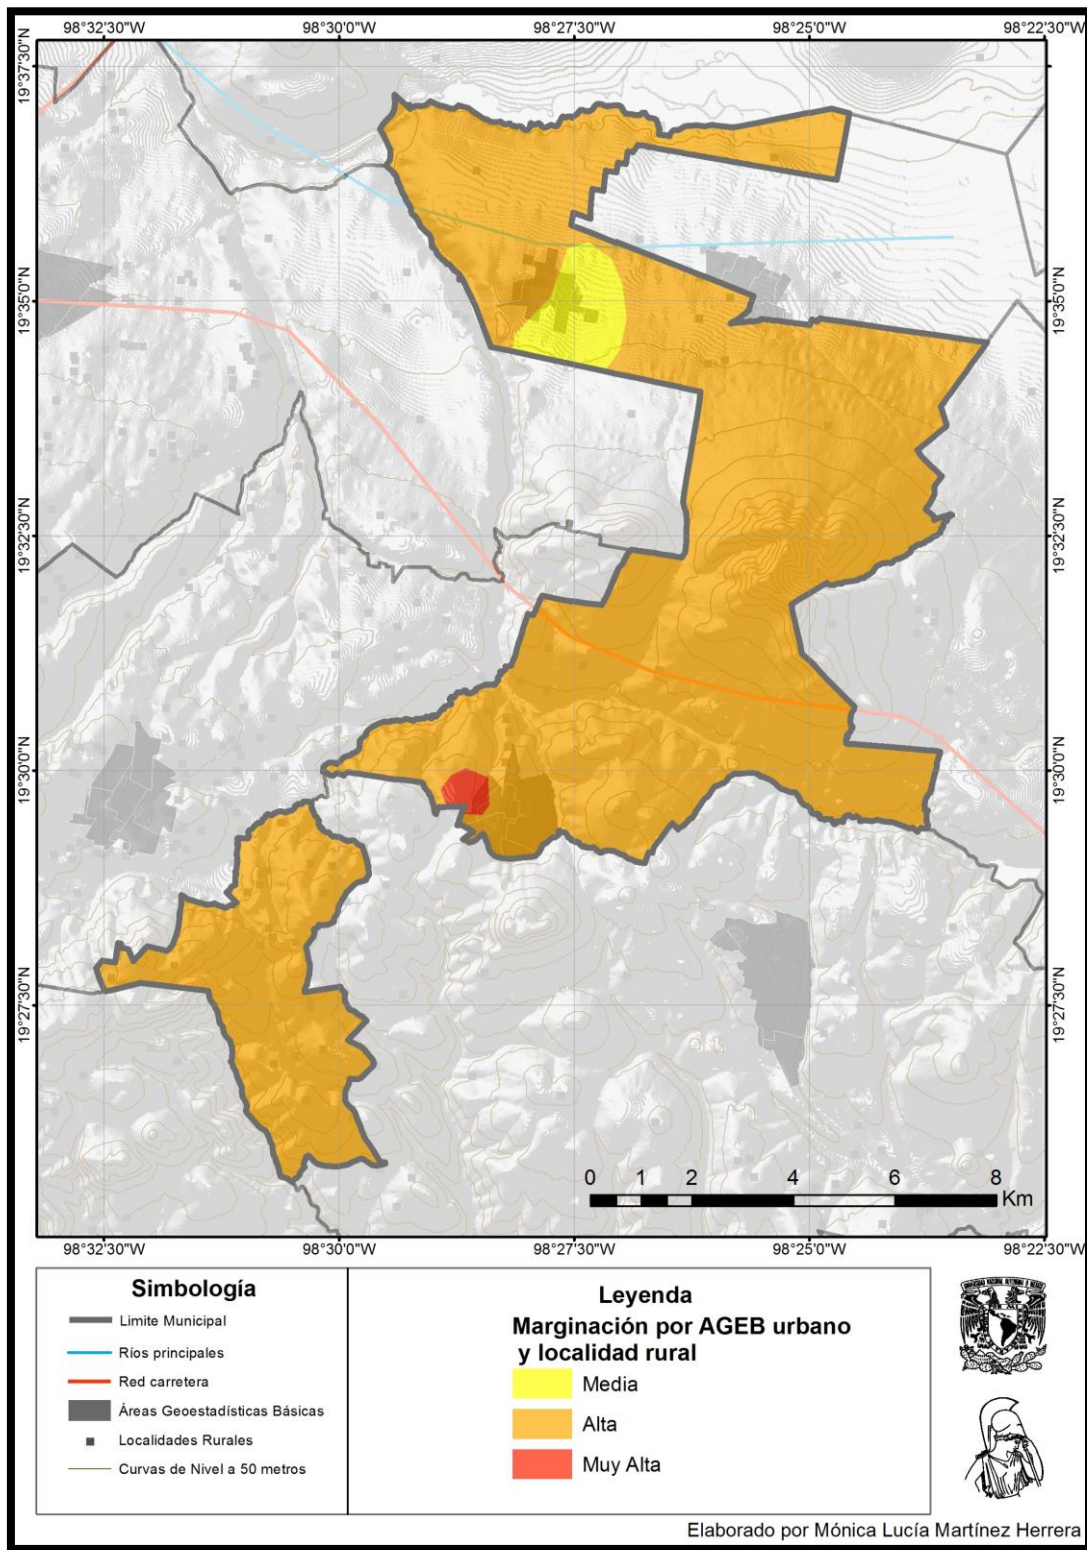 98°32'30"W 98°30'0"W 98°27'30"W 98°25'0"W 98°22'30"W
19°37'30"N 19°37'30"N
19°35'0"N 19°35'0"N
19°32'30"N 19°32'30"N
19°30'0"N 19°30'0"N
19°27'30"N 19°27'30"N
0 1 2 4 6 8
Km
98°32'30"W 98°30'0"W 98°27'30"W 98°25'0"W 98°22'30"W
Simbología
Limite Municipal
Ríos principales
Red carretera
Áreas Geoestadísticas Básicas
Localidades Rurales
Curvas de Nivel a 50 metros
Leyenda
Marginación por AGEB urbano
y localidad rural
Media
Alta
Muy Alta
Elaborado por Mónica Lucía Martínez Herrera